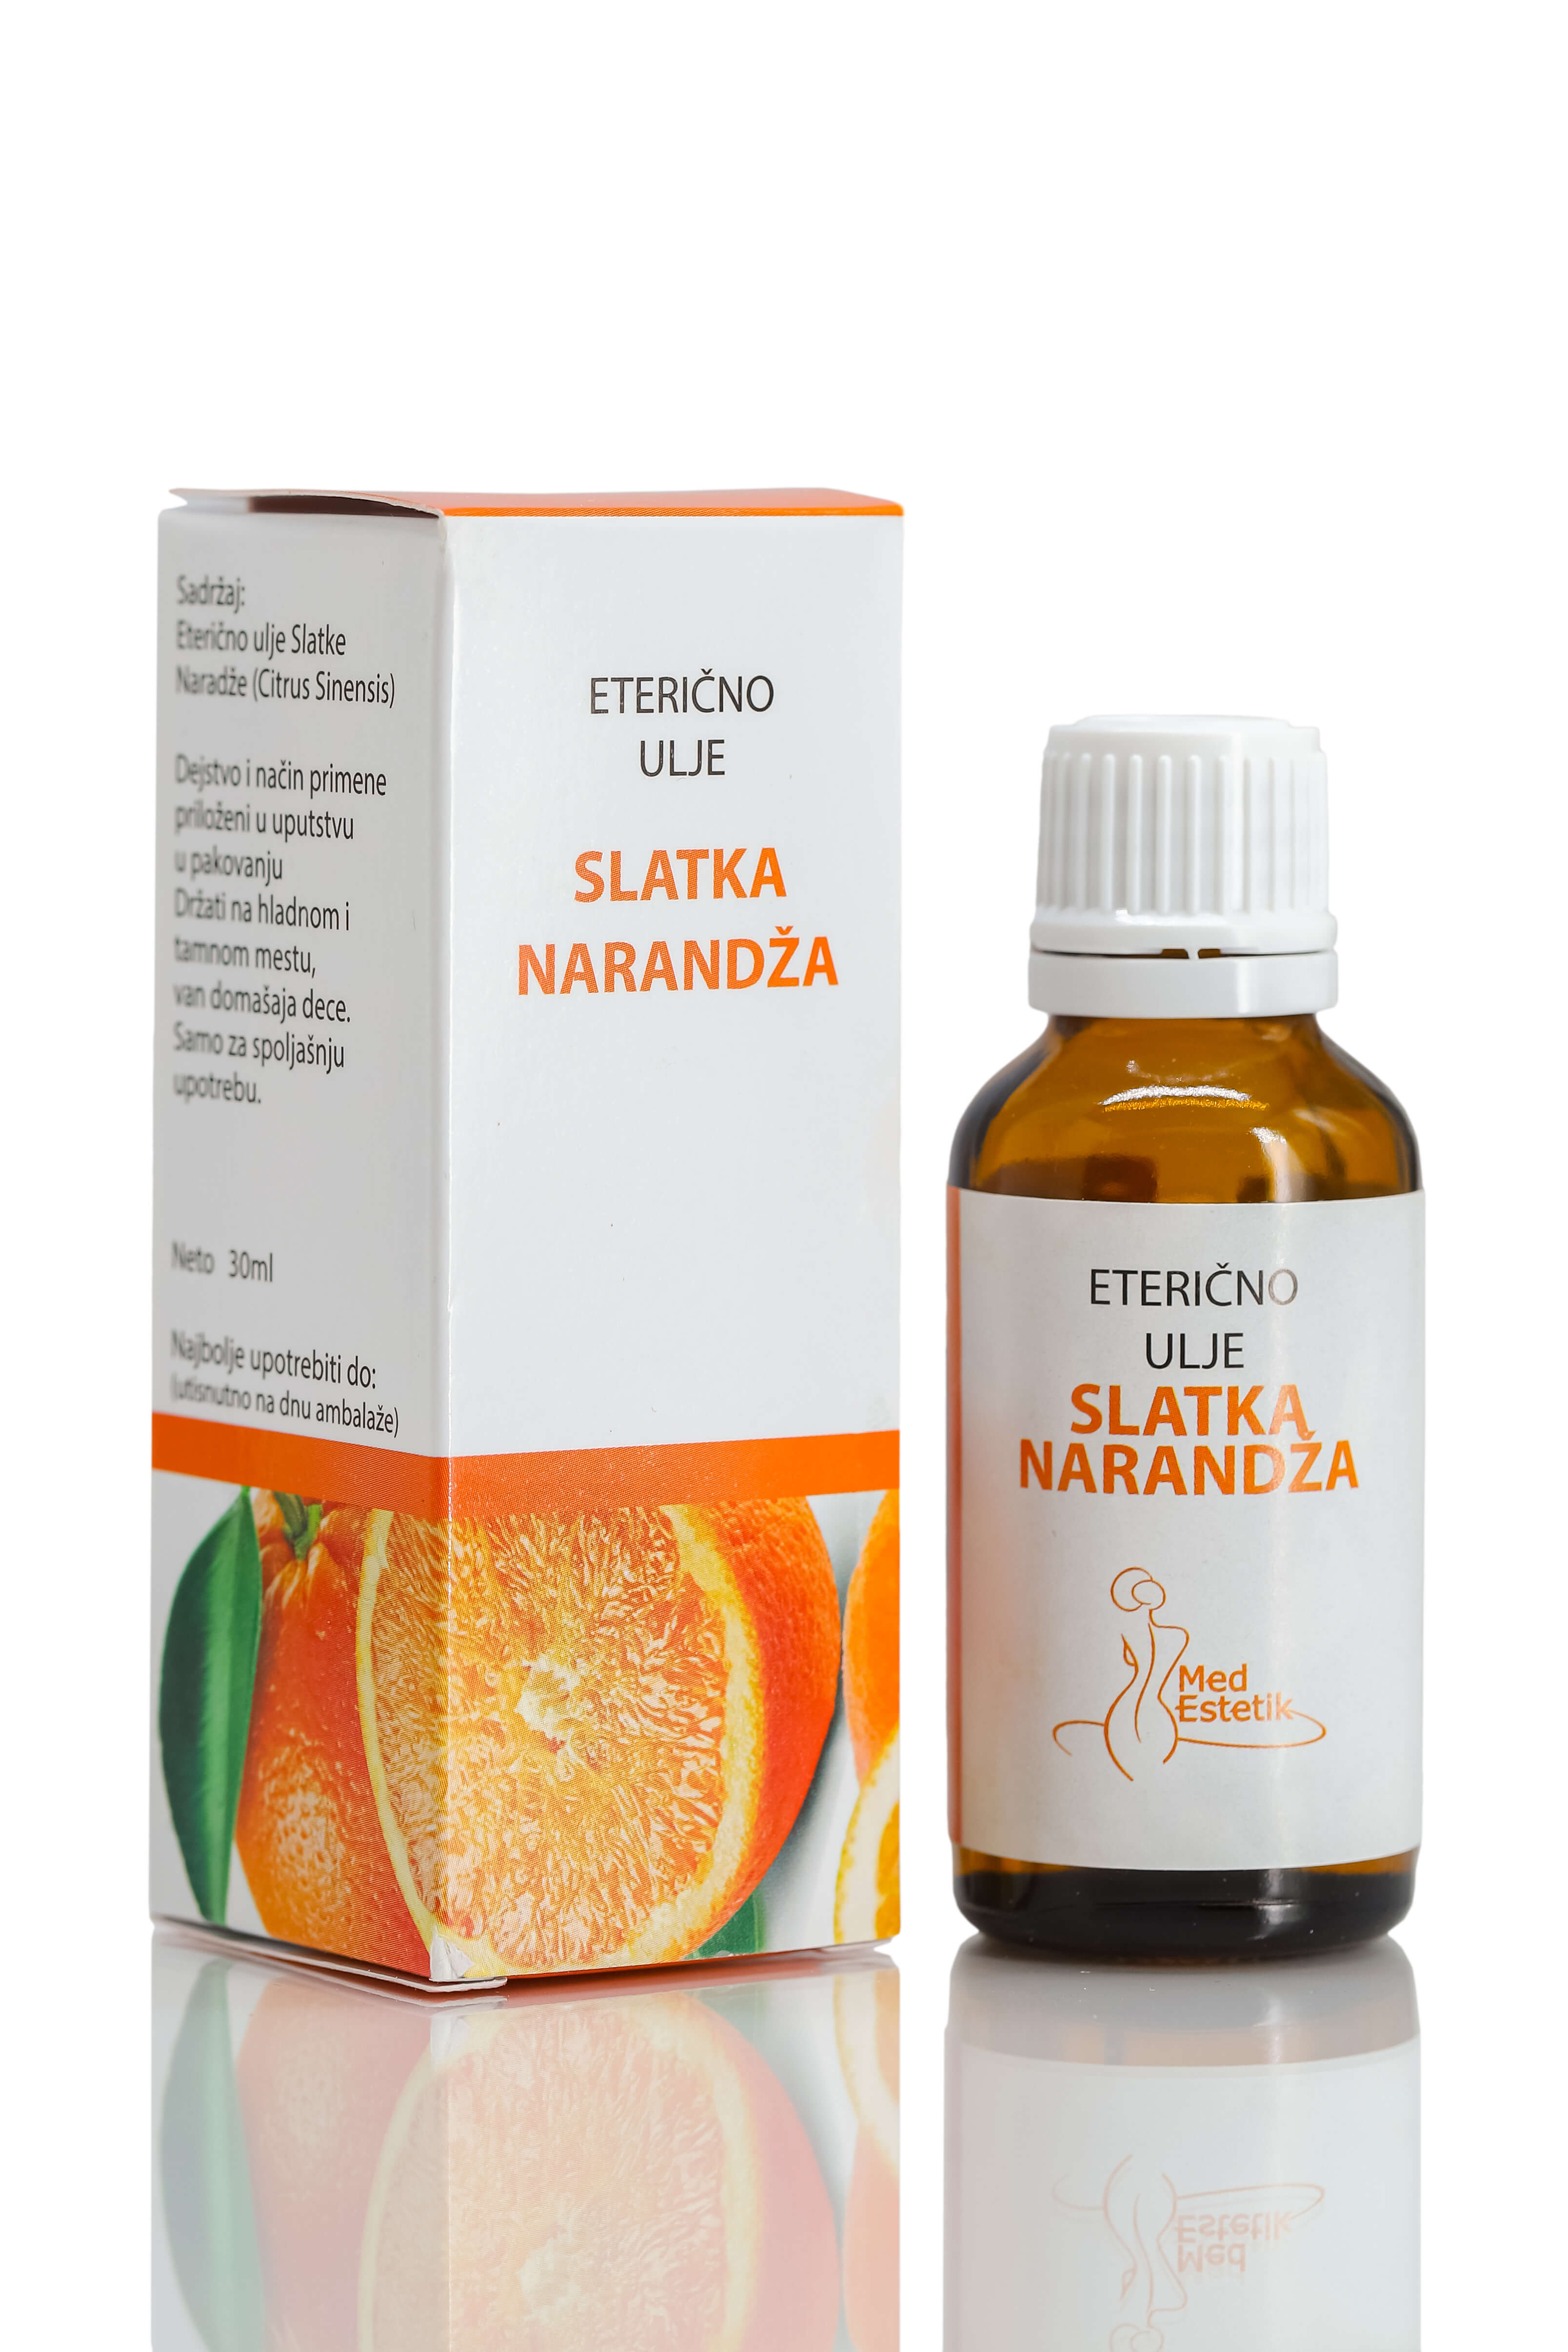 Sadržaj:
Eterično ulje Slatke
Naradže (Citrus Sinensis)
Dejstvo i način primene
priloženi u uputstvu
u pakovanju
Držati na hladnom i
tamnom mestu,
van domašaja dece.
Samo za spoljašnju
upotrebu.
Neto 30ml
Najbolje upotrebiti do:
(utisnutno na dnu ambalaže)
ETERIČNO
ULJE
SLATKA
NARANDŽA
ETERIČNO
ULJE
SLATKA
NARANDŽA
Med
Estetik